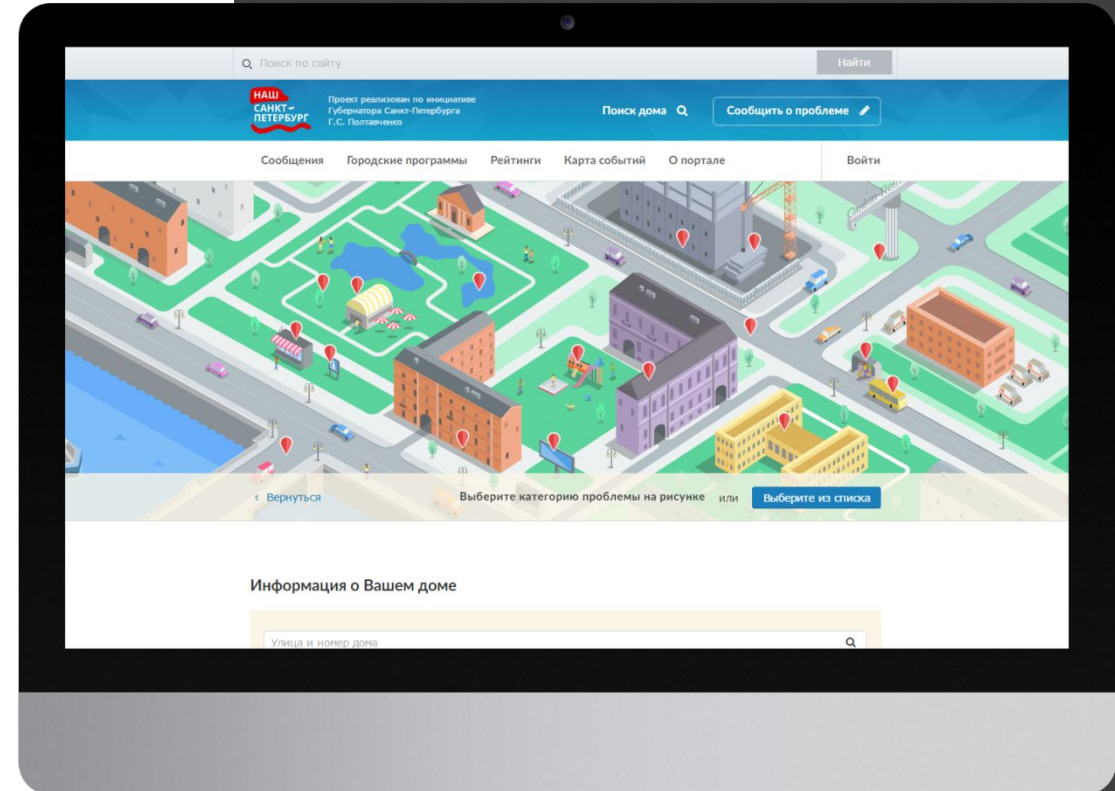 Поиск по сайту
Найти
НАШ
САНКТ-
ПЕТЕРБУРГ
Проект реализован по инициативе
Губернатора Санкт-Петербурга
Г.С. Полтавченко
Поиск дома
Сообщить о проблеме
Сообщения Городские программы Рейтинги Карта событий О портале Войти
‹ Вернуться
Выберите категорию проблемы на рисунке или Выберите из списка
Информация о Вашем доме
Улица и номер дома